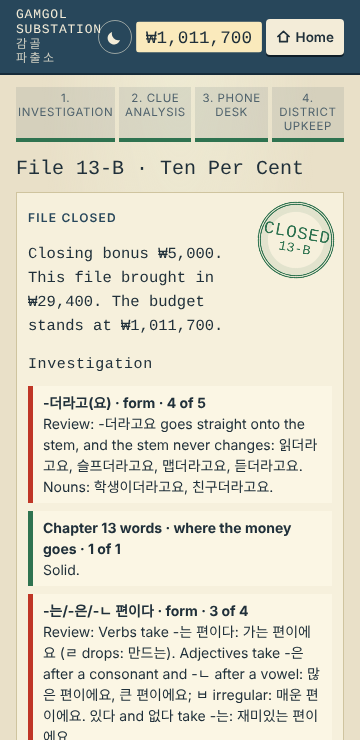 GAMGOL
SUBSTATION
감골
파출소
₩1,011,700
Home
1.
INVESTIGATION
2. CLUE
ANALYSIS
3. PHONE
DESK
4.
DISTRICT
UPKEEP
File 13-B · Ten Per Cent
FILE CLOSED
CLOSED
13-B
Closing bonus ₩5,000.
This file brought in
₩29,400. The budget
stands at ₩1,011,700.
Investigation
-더라고(요) · form · 4 of 5
Review: -더라고요 goes straight onto the
stem, and the stem never changes: 읽더라
고요, 슬프더라고요, 맵더라고요, 듣더라고요.
Nouns: 학생이더라고요, 친구더라고요.
Chapter 13 words · where the money
goes · 1 of 1
Solid.
-는/-은/-ㄴ 편이다 · form · 3 of 4
Review: Verbs take -는 편이다: 가는 편이에
요 (ㄹ drops: 만드는). Adjectives take -은
after a consonant and -ㄴ after a vowel: 많
은 편이에요, 큰 편이에요; ㅂ irregular: 매운 편
이에요. 있다 and 없다 take -는: 재미있는 편이
에요.